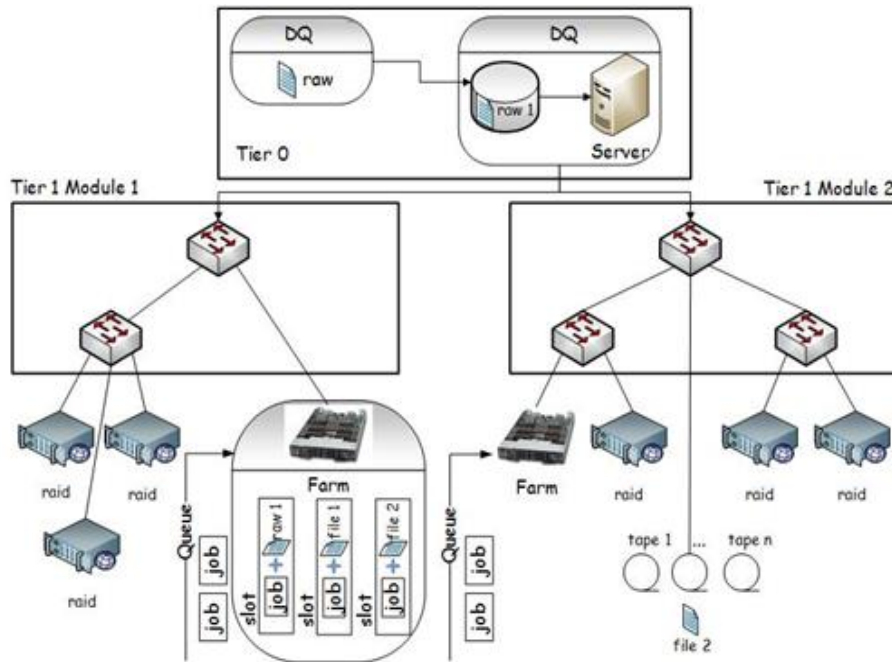 DAQ
DAQ
raw
raw 1
Server
Tier 0
Tier 1 Module 1
Tier 1 Module 2
raid
raid
raid
Queue
job
job
Farm
slot
job
raw 1
slot
job
file 1
slot
job
file 2
Queue
job
job
Farm
raid
raid
raid
tape 1
...
tape n
file 2